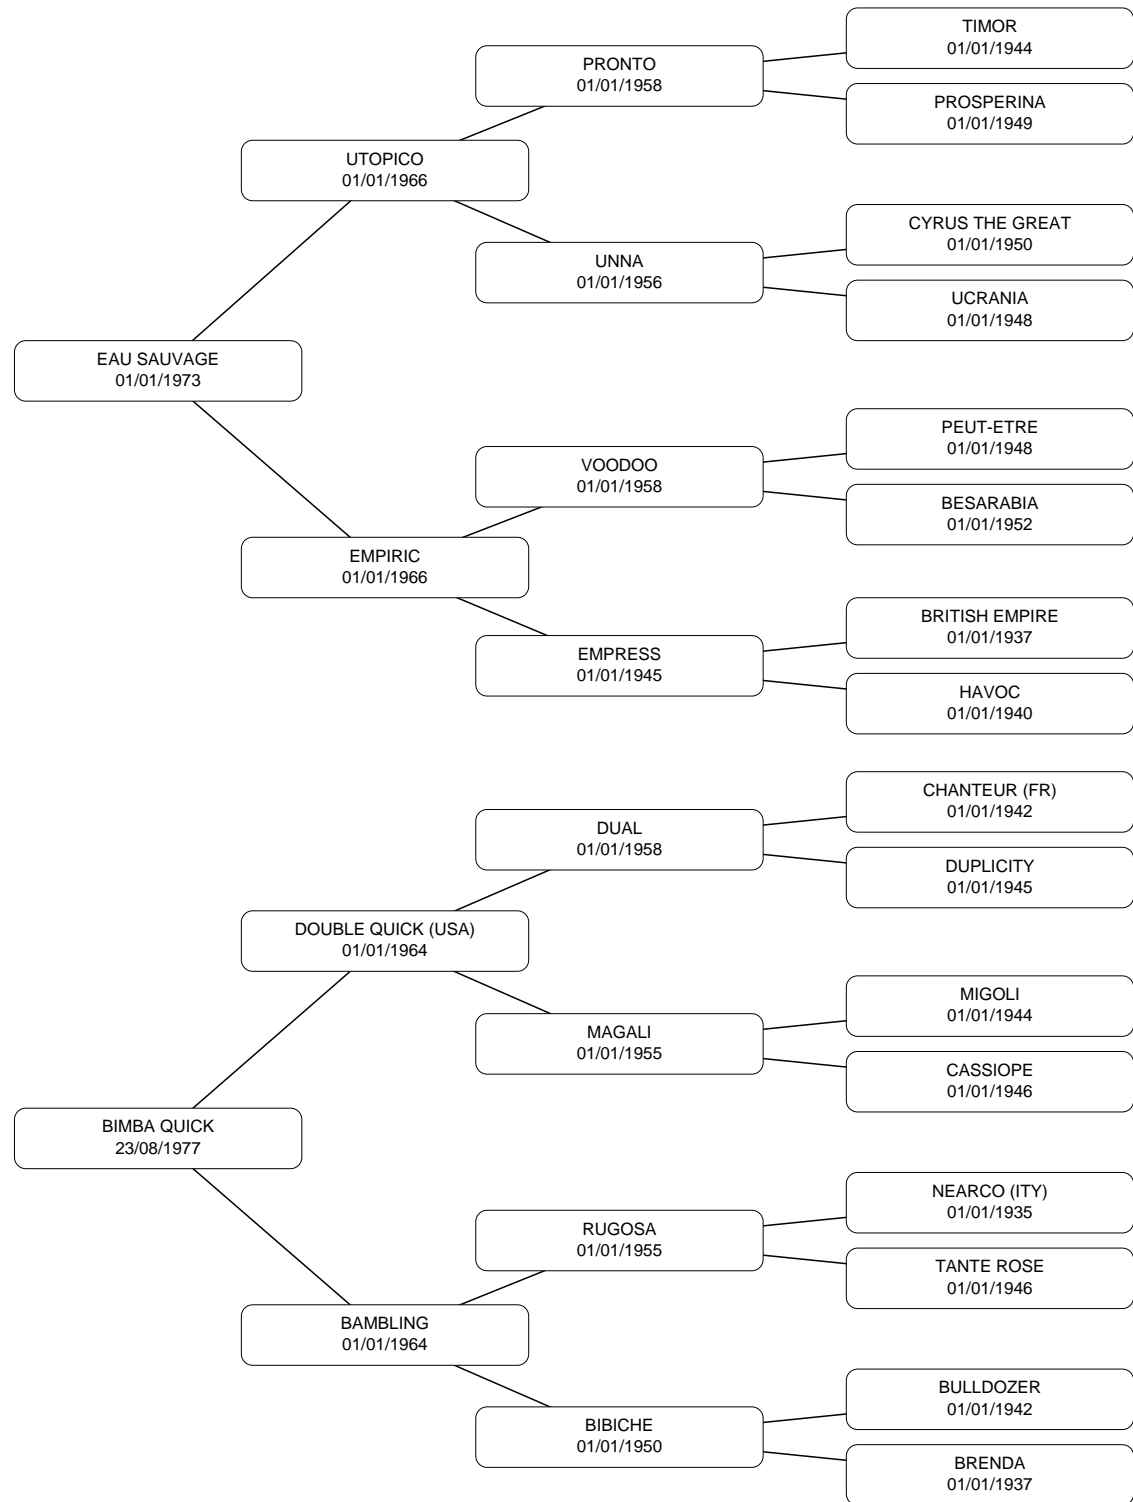 TIMOR
01/01/1944
PRONTO
01/01/1958
PROSPERINA
01/01/1949
UTOPICO
01/01/1966
CYRUS THE GREAT
01/01/1950
UNNA
01/01/1956
UCRANIA
01/01/1948
EAU SAUVAGE
01/01/1973
PEUT-ETRE
01/01/1948
VOODOO
01/01/1958
BESARABIA
01/01/1952
EMPIRIC
01/01/1966
BRITISH EMPIRE
01/01/1937
EMPRESS
01/01/1945
HAVOC
01/01/1940
CHANTEUR (FR)
01/01/1942
DUAL
01/01/1958
DUPLICITY
01/01/1945
DOUBLE QUICK (USA)
01/01/1964
MIGOLI
01/01/1944
MAGALI
01/01/1955
CASSIOPE
01/01/1946
BIMBA QUICK
23/08/1977
NEARCO (ITY)
01/01/1935
RUGOSA
01/01/1955
TANTE ROSE
01/01/1946
BAMBLING
01/01/1964
BULLDOZER
01/01/1942
BIBICHE
01/01/1950
BRENDA
01/01/1937